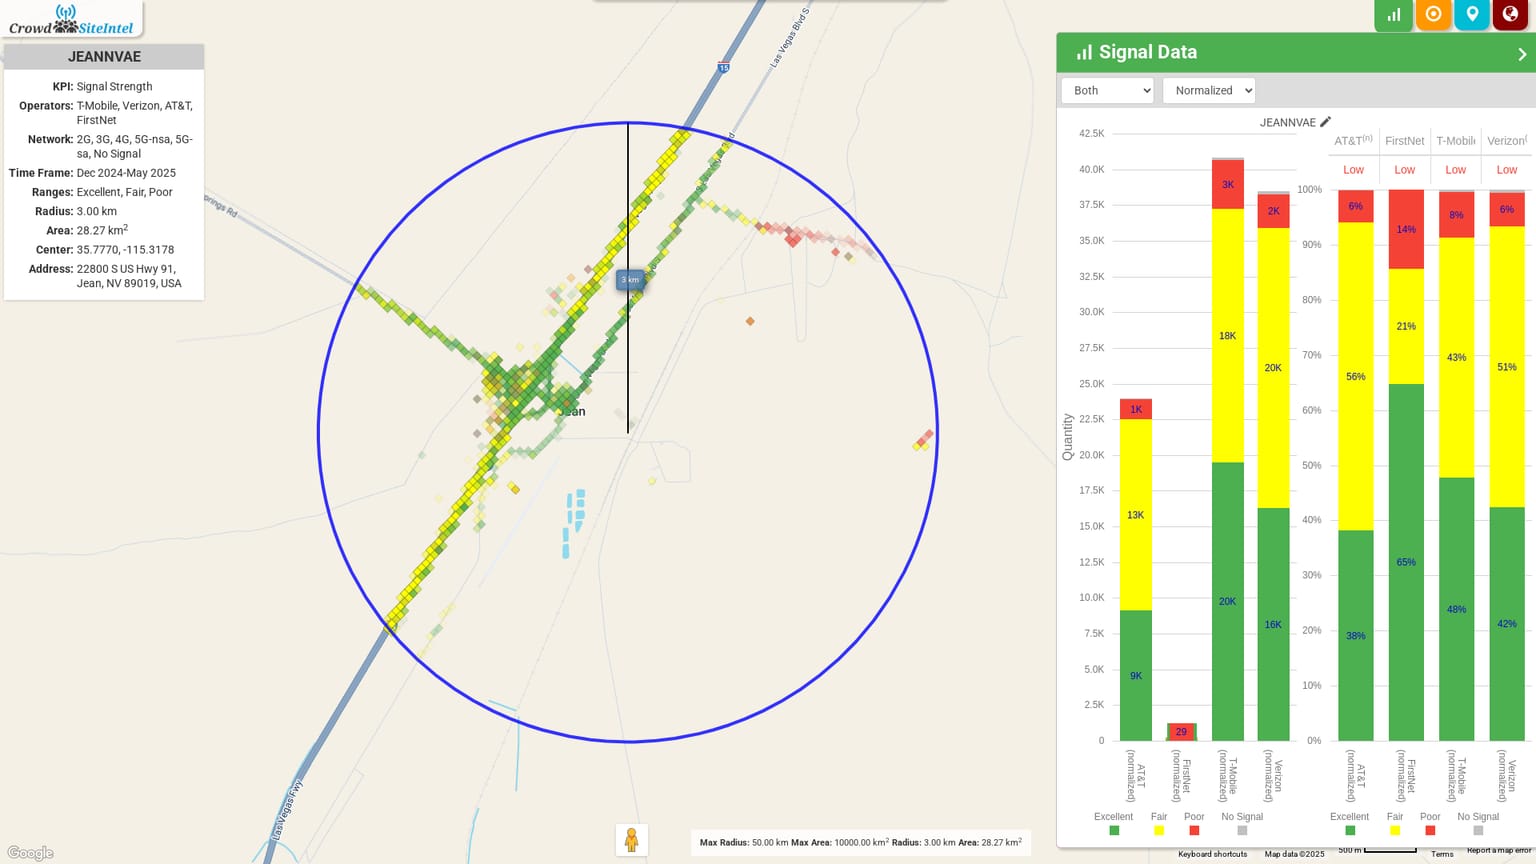 Crowd SiteIntel
JEANNVAE
KPI: Signal Strength
Operators: T-Mobile, Verizon, AT&T,
FirstNet
Network: 2G, 3G, 4G, 5G-nsa, 5G-
sa, No Signal
Time Frame: Dec 2024-May 2025
Ranges: Excellent, Fair, Poor
Radius: 3.00 km
Area: 28.27 km2
Center: 35.7770, -115.3178
Address: 22800 S US Hwy 91,
Jean, NV 89019, USA
15
Las Vegas Blvd S
prings Rd
3 km
Jean
Las Vegas Fwy
Google
Max Radius: 50.00 km Max Area: 10000.00 km2 Radius: 3.00 km Area: 28.27 km2
Signal Data
Both
Normalized
JEANNVAE
42.5K
40.0K
37.5K
35.0K
32.5K
30.0K
27.5K
25.0K
22.5K
20.0K
17.5K
15.0K
12.5K
10.0K
7.5K
5.0K
2.5K
0
Quantity
1K
13K
9K
29
3K
18K
20K
2K
20K
16K
AT&T (normalized)
FirstNet (normalized)
T-Mobile (normalized)
Verizon (normalized)
Excellent Fair Poor No Signal
AT&T(n) FirstNet T-Mobile Verizon(
Low Low Low Low
100%
90%
80%
70%
60%
50%
40%
30%
20%
10%
0%
6%
56%
38%
14%
21%
65%
8%
43%
48%
6%
51%
42%
AT&T (normalized)
FirstNet (normalized)
T-Mobile (normalized)
Verizon (normalized)
Excellent Fair Poor No Signal
Keyboard shortcuts Map data ©2025 500 m Terms Report a map error